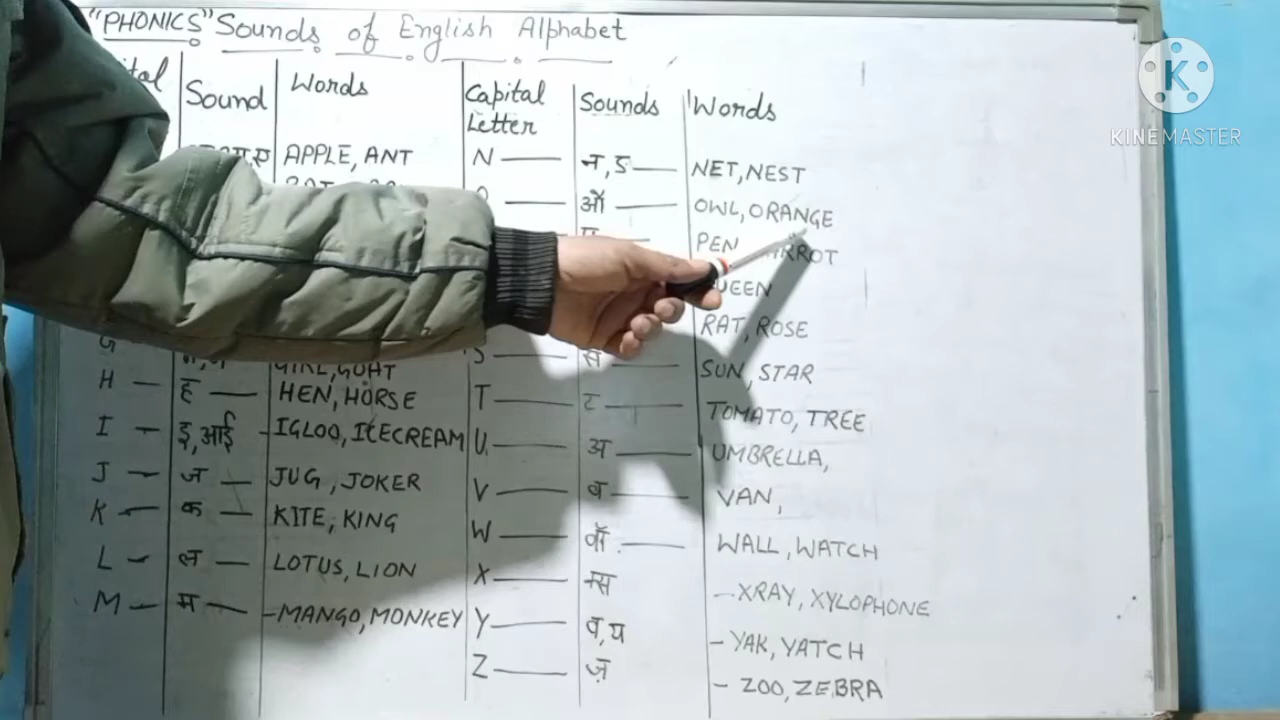 "PHONICS" Sounds of English Alphabet
Sound Words Capital Letter Sounds Words
APPLE, ANT N — न, ड — NET, NEST
— ऑ — OWL, ORANGE
PEN
RAT, ROSE
S — स — SUN, STAR
H — ह — HEN, HORSE T — ट — TOMATO, TREE
I — इ, आई - IGLOO, ICECREAM U — अ — UMBRELLA,
J — ज — JUG, JOKER V — व — VAN,
K — क — KITE, KING W — वॉ — WALL, WATCH
L — ल — LOTUS, LION X — क्स - XRAY, XYLOPHONE
M — म — - MANGO, MONKEY Y — व, य - YAK, YATCH
Z — ज़ - ZOO, ZEBRA
KINEMASTER